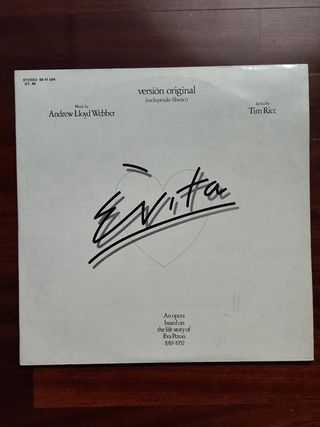 versión original
(incluyendo libreto)
Music by
Andrew Lloyd Webber
Lyrics by
Tim Rice
Evita
An opera
based on
the life story of
Eva Peron
1919-1952